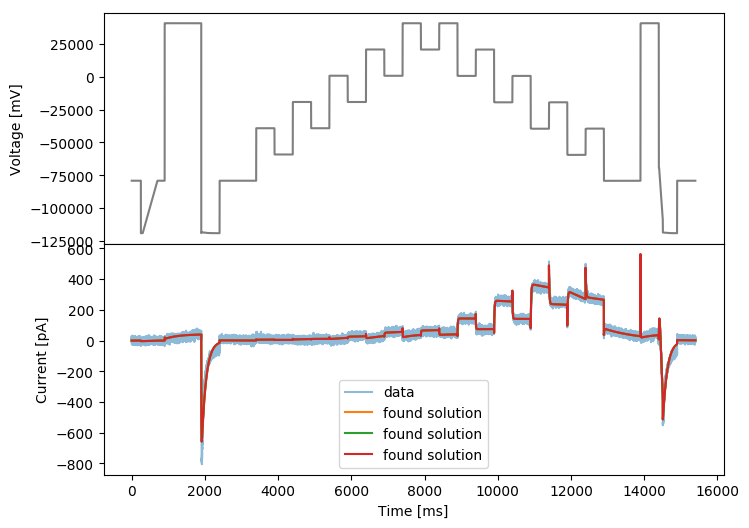 25000
0
−25000
−50000
−75000
−100000
−125000
Voltage [mV]
600
400
200
0
−200
−400
−600
−800
Current [pA]
data
found solution
found solution
found solution
0 2000 4000 6000 8000 10000 12000 14000 16000
Time [ms]